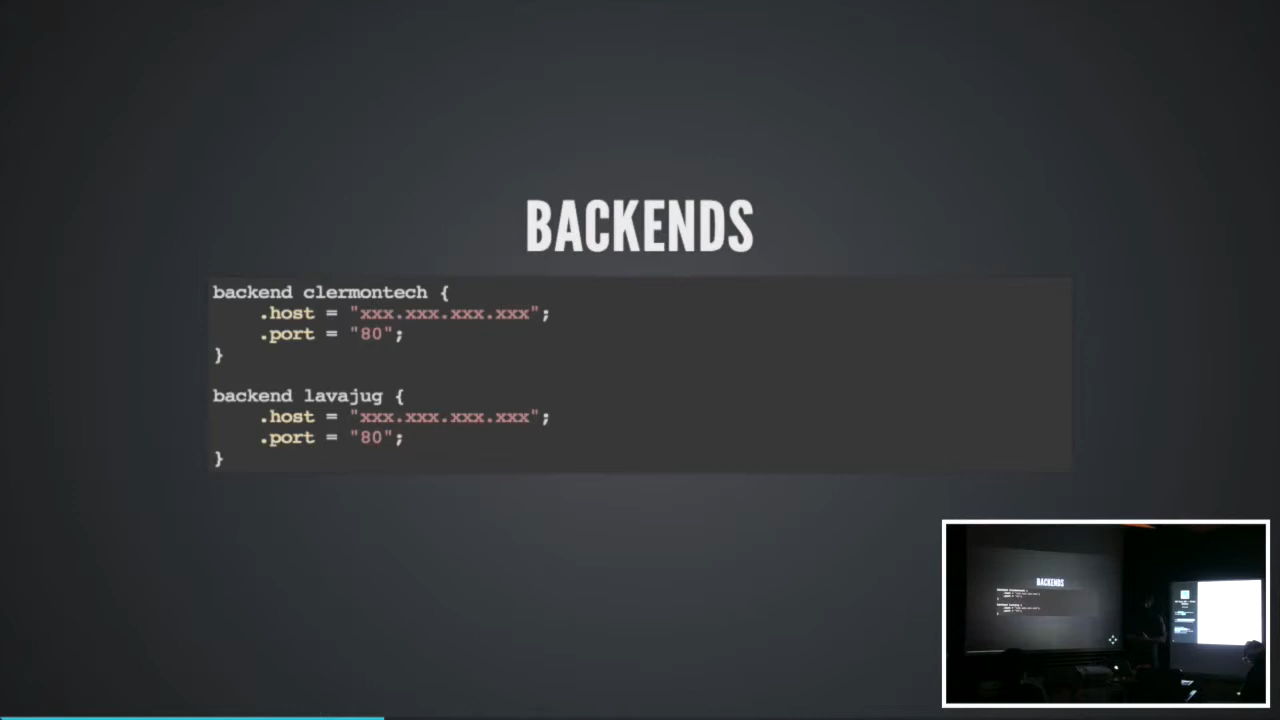 BACKENDS
backend clermontech {
    .host = "xxx.xxx.xxx.xxx";
    .port = "80";
}
backend lavajug {
    .host = "xxx.xxx.xxx.xxx";
    .port = "80";
}
BACKENDS